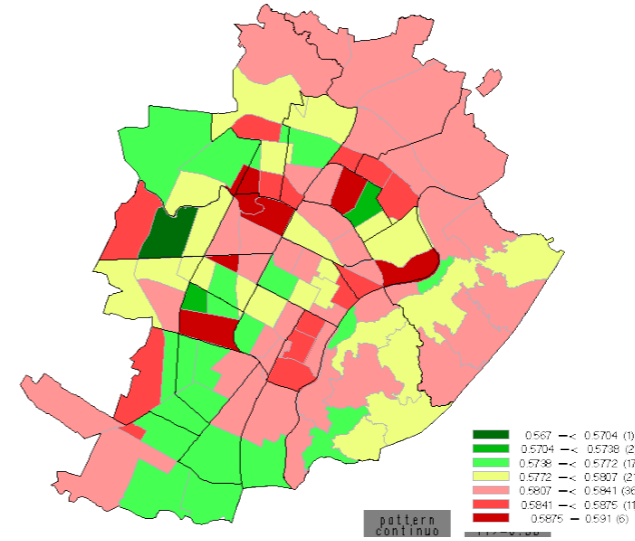 0.567 –< 0.5704 (1)
0.5704 –< 0.5738 (2
0.5738 –< 0.5772 (17
0.5772 –< 0.5807 (21
0.5807 –< 0.5841 (36
0.5841 –< 0.5875 (11
0.5875 – 0.591 (6)
pattern
continuo